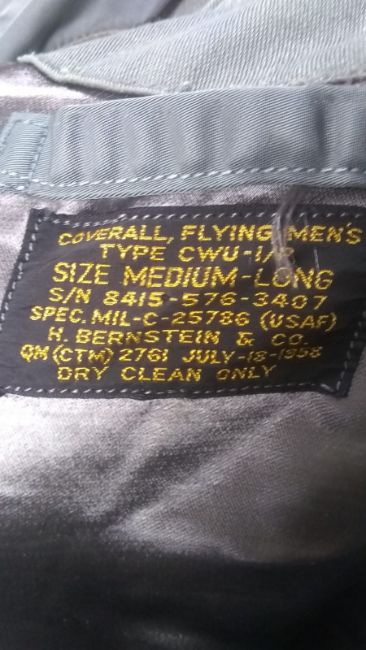 COVERALL, FLYING MEN'S
TYPE CWU-1/P
SIZE MEDIUM-LONG
S/N 8415-576-3407
SPEC. MIL-C-25786 (USAF)
H. BERNSTEIN & CO.
QM (CTM) 2761 JULY-18-1958
DRY CLEAN ONLY